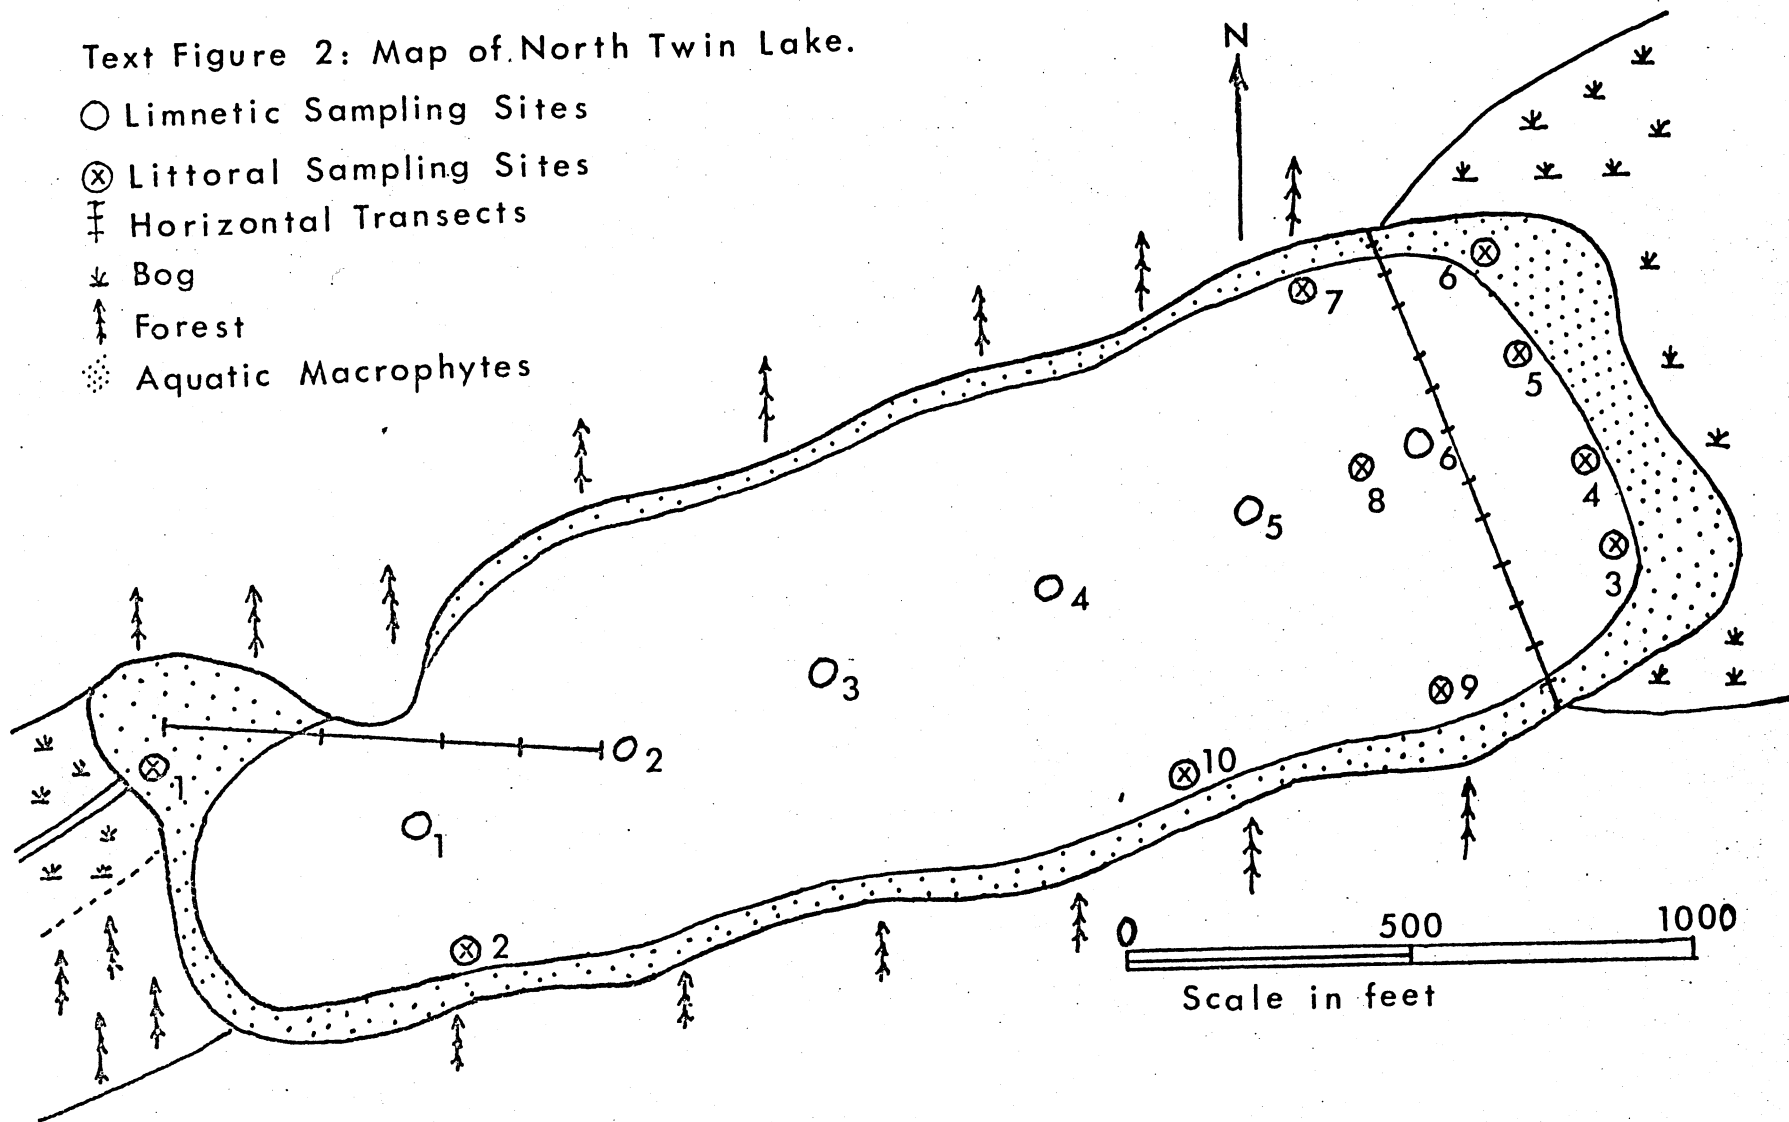 Text Figure 2: Map of North Twin Lake.
Limnetic Sampling Sites
Littoral Sampling Sites
Horizontal Transects
Bog
Forest
Aquatic Macrophytes
N
6
7
5
6
8
4
5
3
4
3
9
2
10
1
1
2
0 500 1000
Scale in feet